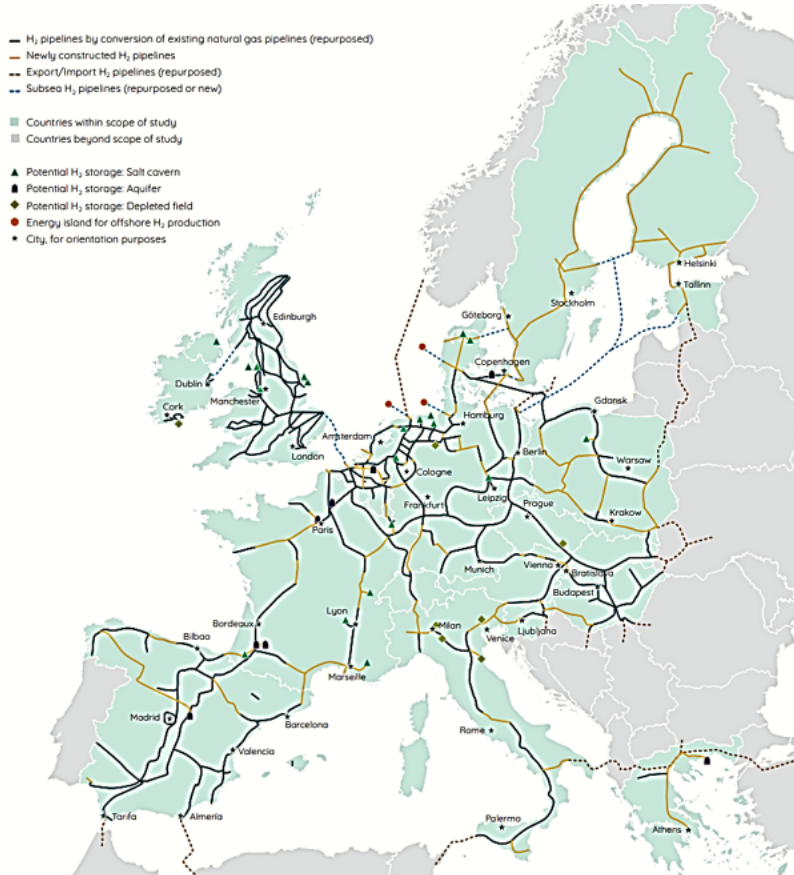 H₂ pipelines by conversion of existing natural gas pipelines (repurposed)
Newly constructed H₂ pipelines
Export/Import H₂ pipelines (repurposed)
Subsea H₂ pipelines (repurposed or new)
Countries within scope of study
Countries beyond scope of study
Potential H₂ storage: Salt cavern
Potential H₂ storage: Aquifer
Potential H₂ storage: Depleted field
Energy island for offshore H₂ production
City, for orientation purposes
Helsinki
Tallinn
Stockholm
Göteborg
Edinburgh
Copenhagen
Dublin
Manchester
Cork
Gdansk
Hamburg
Amsterdam
London
Berlin
Warsaw
Cologne
Leipzig
Frankfurt
Prague
Krakow
Paris
Munich
Vienna
Bratislava
Budapest
Lyon
Bordeaux
Milan
Venice
Ljubljana
Bilbao
Marseille
Madrid
Barcelona
Rome
Valencia
Tarifa
Almería
Palermo
Athens